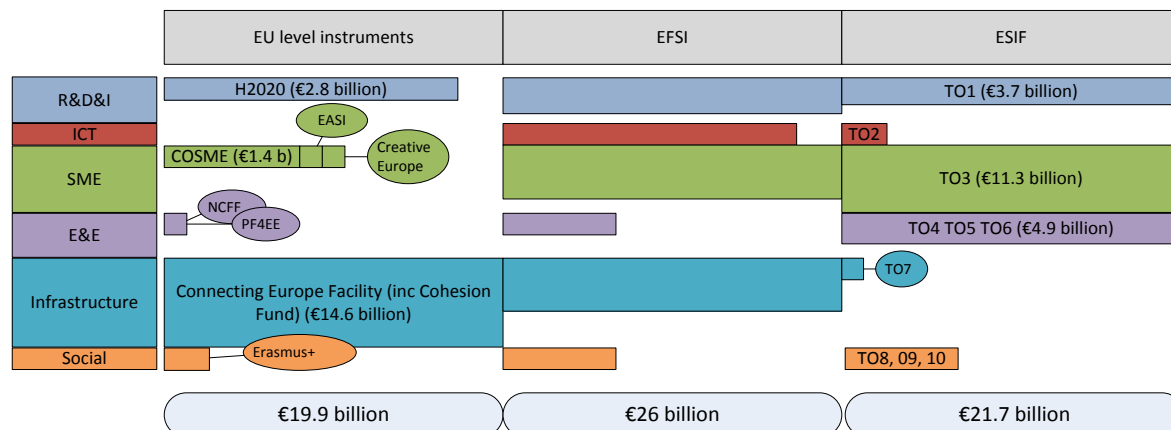 EU level instruments
EFSI
ESIF
R&D&I
H2020 (€2.8 billion)
TO1 (€3.7 billion)
EASI
ICT
TO2
COSME (€1.4 b)
Creative
Europe
SME
TO3 (€11.3 billion)
NCFF
PF4EE
E&E
TO4 TO5 TO6 (€4.9 billion)
TO7
Infrastructure
Connecting Europe Facility (inc Cohesion
Fund) (€14.6 billion)
Social
Erasmus+
TO8, 09, 10
€19.9 billion
€26 billion
€21.7 billion